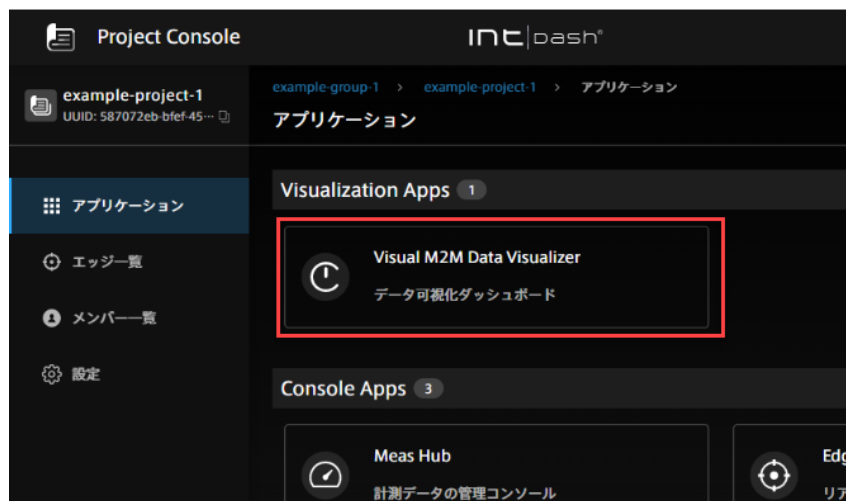 Project Console
intdash®
example-project-1
UUID: 587072eb-bfef-45…
example-group-1 > example-project-1 > アプリケーション
アプリケーション
アプリケーション
エッジ一覧
メンバー一覧
設定
Visualization Apps 1
Visual M2M Data Visualizer
データ可視化ダッシュボード
Console Apps 3
Meas Hub
計測データの管理コンソール
Edg
リア